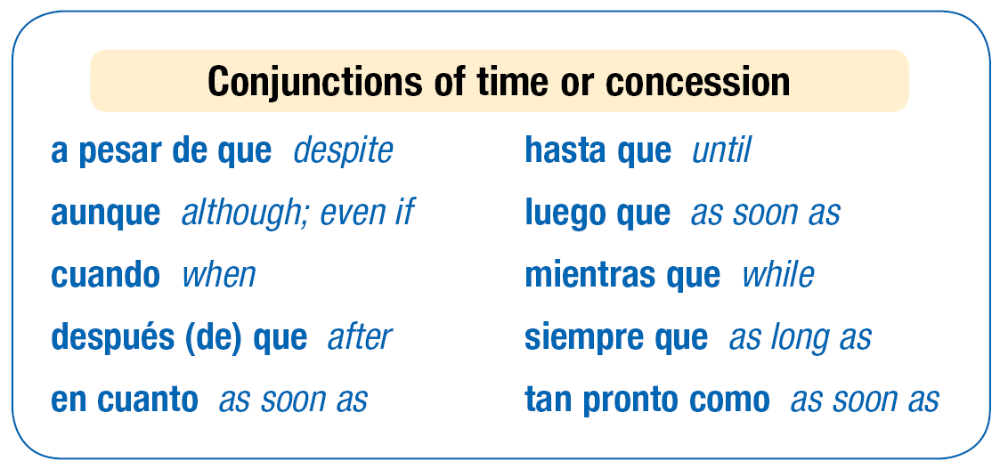 Conjunctions of time or concession
a pesar de que despite
aunque although; even if
cuando when
después (de) que after
en cuanto as soon as
hasta que until
luego que as soon as
mientras que while
siempre que as long as
tan pronto como as soon as